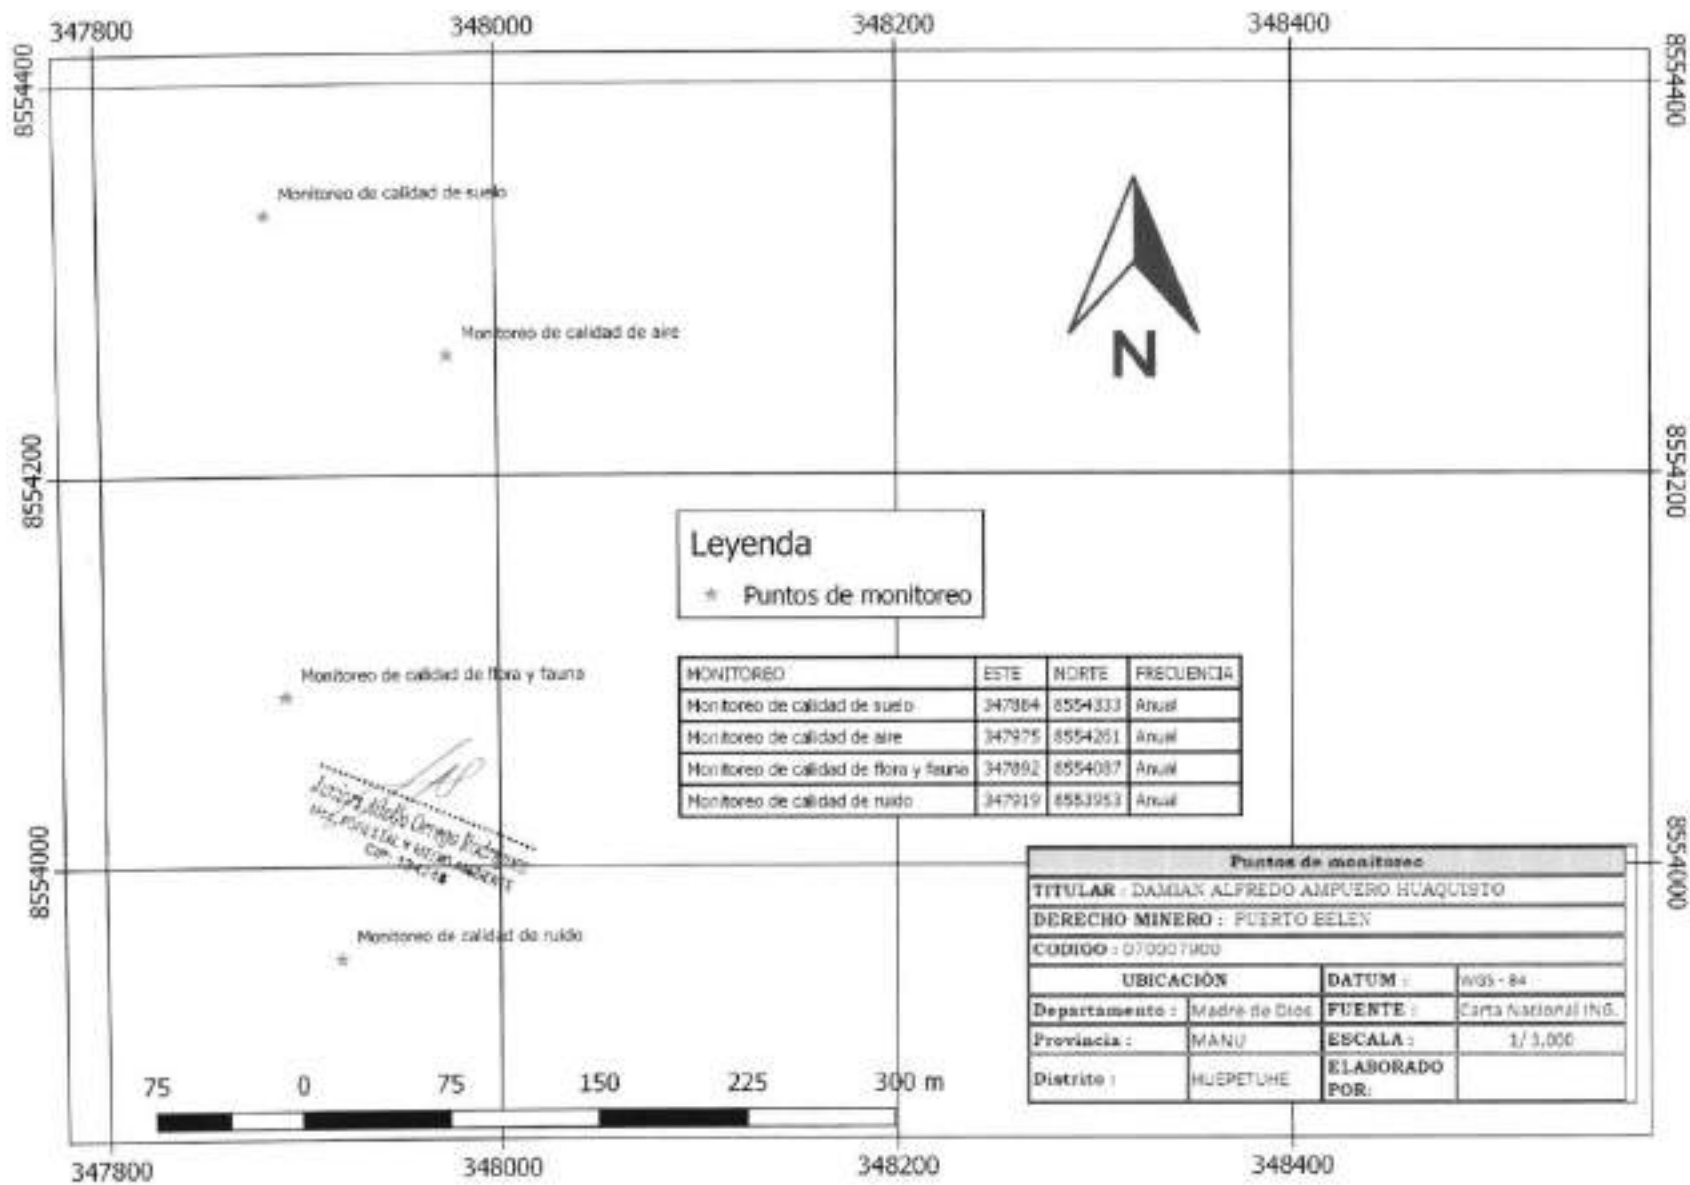 347800 348000 348200 348400
8554400 8554400
Monitoreo de calidad de suelo
Monitoreo de calidad de aire
N
8554200 8554200
Leyenda
Puntos de monitoreo
Monitoreo de calidad de flora y fauna
MONITOREO ESTE NORTE FRECUENCIA
Monitoreo de calidad de suelo 347884 8554333 Anual
Monitoreo de calidad de aire 347975 8554261 Anual
Monitoreo de calidad de flora y fauna 347892 8554087 Anual
Monitoreo de calidad de ruido 347919 8553953 Anual
8554000 8554000
Monitoreo de calidad de ruido
Puntos de monitoreo
TITULAR : DAMIAN ALFREDO AMPUERO HUAQUISTO
DERECHO MINERO : PUERTO BELEN
CODIGO : 070007900
UBICACIÓN DATUM : WGS - 84
Departamento : Madre de Dios FUENTE : Carta Nacional ING.
Provincia : MANU ESCALA : 1/ 3,000
Distrito : HUEPETUHE ELABORADO POR:
75 0 75 150 225 300 m
347800 348000 348200 348400